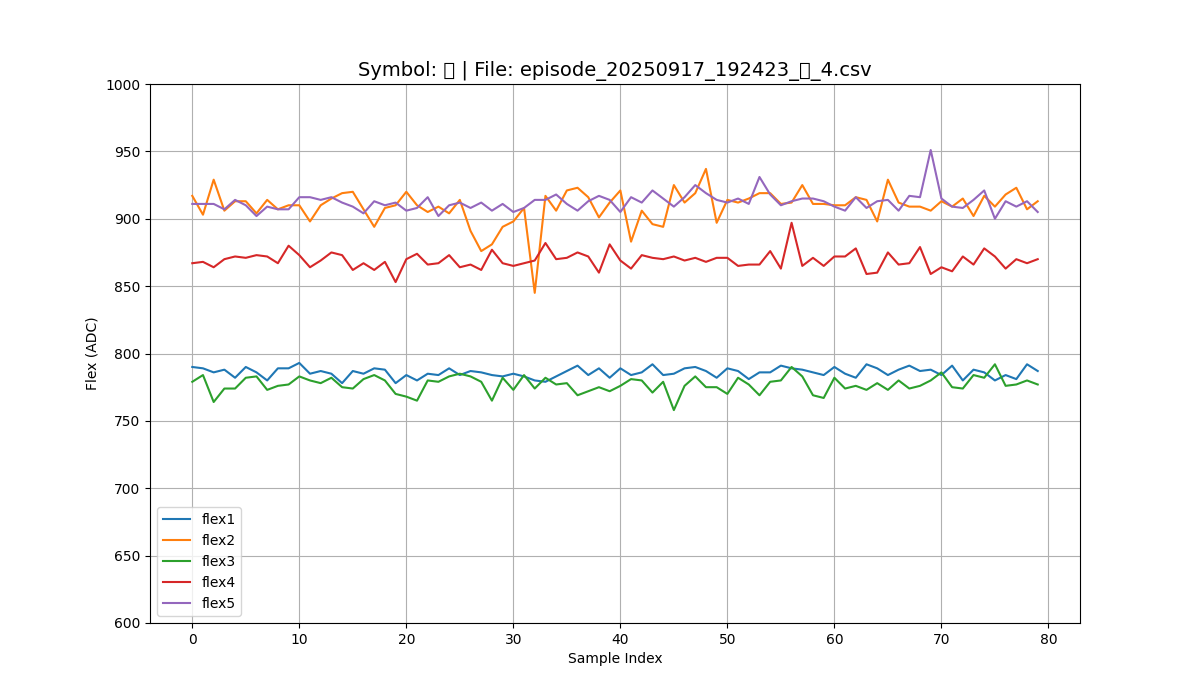 Symbol: ▯ | File: episode_20250917_192423_▯_4.csv
1000
950
900
850
800
750
700
650
600
Flex (ADC)
flex1
flex2
flex3
flex4
flex5
0 10 20 30 40 50 60 70 80
Sample Index